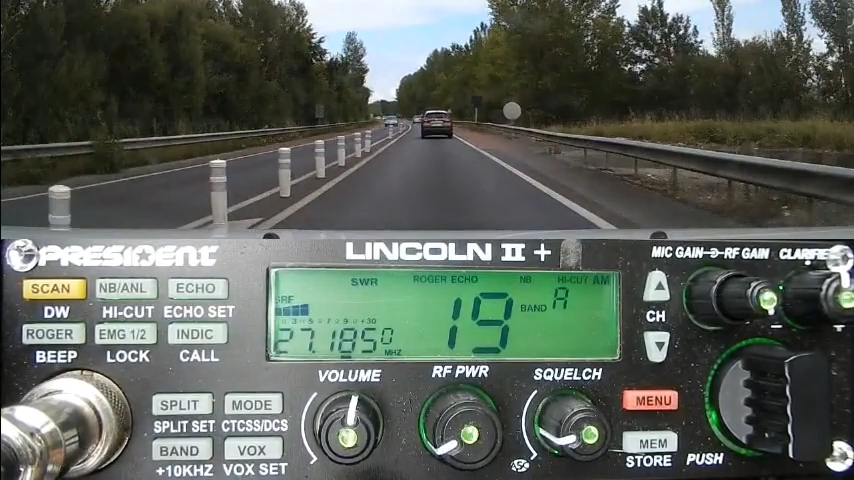 PRESIDENT
LINCOLN II +
MIC GAIN-RF GAIN CLARIFIER
SCAN NB/ANL ECHO
DW HI-CUT ECHO SET
ROGER EMG 1/2 INDIC
BEEP LOCK CALL
SWR ROGER ECHO NB HI-CUT AM
SRF
27.1850 MHZ
19
BAND A
CH
VOLUME RF PWR SQUELCH
SPLIT MODE
SPLIT SET CTCSS/DCS
BAND VOX
+10KHZ VOX SET
ASC
MENU
MEM
STORE
PUSH